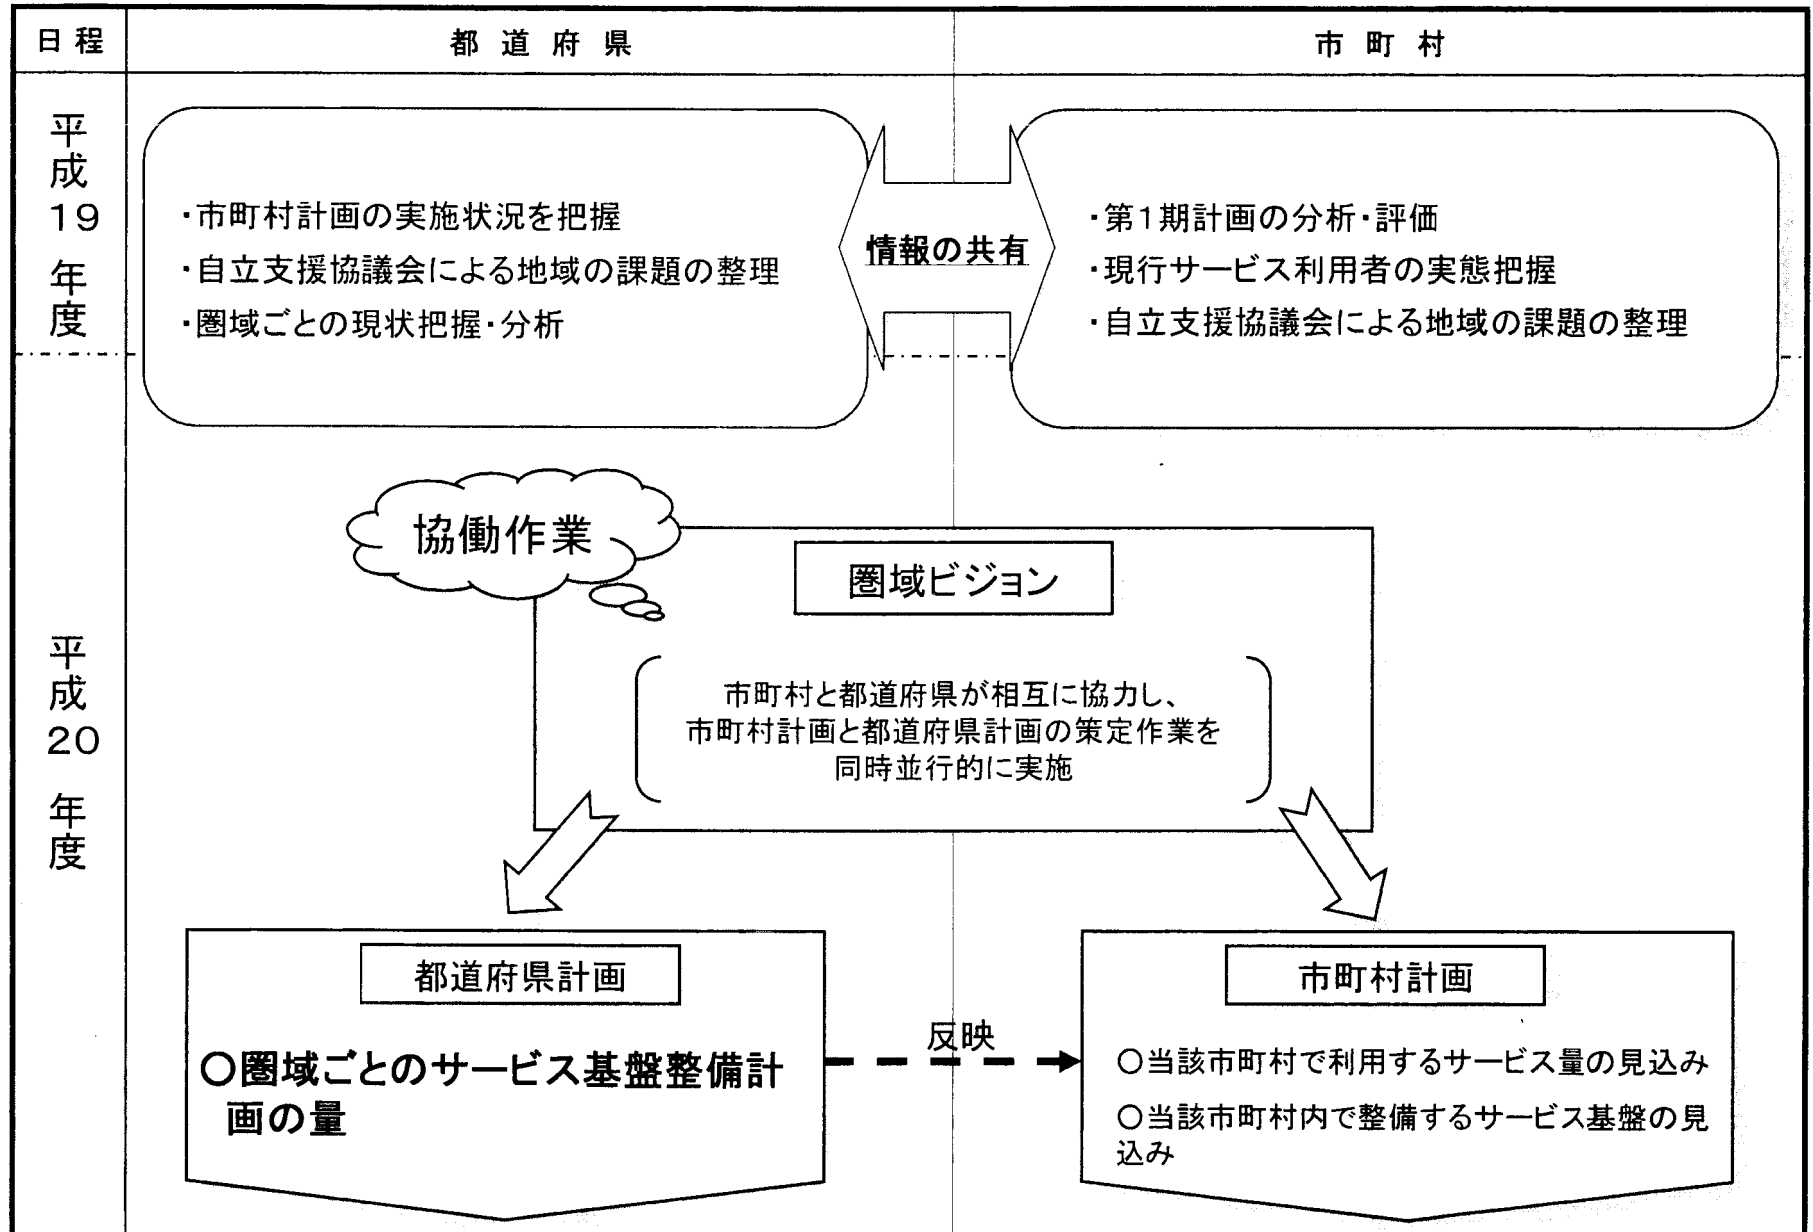 日程
都道府県
市町村
平成
19
年度
・市町村計画の実施状況を把握
・自立支援協議会による地域の課題の整理
・圏域ごとの現状把握・分析
情報の共有
・第1期計画の分析・評価
・現行サービス利用者の実態把握
・自立支援協議会による地域の課題の整理
平成
20
年度
協働作業
圏域ビジョン
市町村と都道府県が相互に協力し、
市町村計画と都道府県計画の策定作業を
同時並行的に実施
都道府県計画
○圏域ごとのサービス基盤整備計
画の量
反映
市町村計画
○当該市町村で利用するサービス量の見込み
○当該市町村内で整備するサービス基盤の見
込み